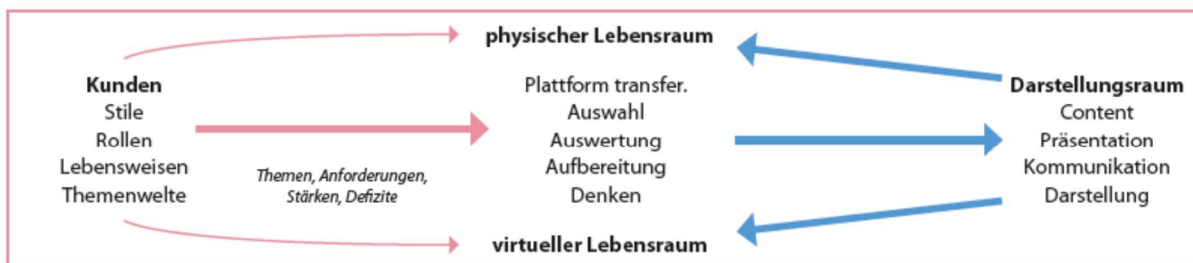 physischer Lebensraum
Kunden
Stile
Rollen
Lebensweisen
Themenwelte
Themen, Anforderungen,
Stärken, Defizite
Plattform transfer.
Auswahl
Auswertung
Aufbereitung
Denken
virtueller Lebensraum
Darstellungsraum
Content
Präsentation
Kommunikation
Darstellung